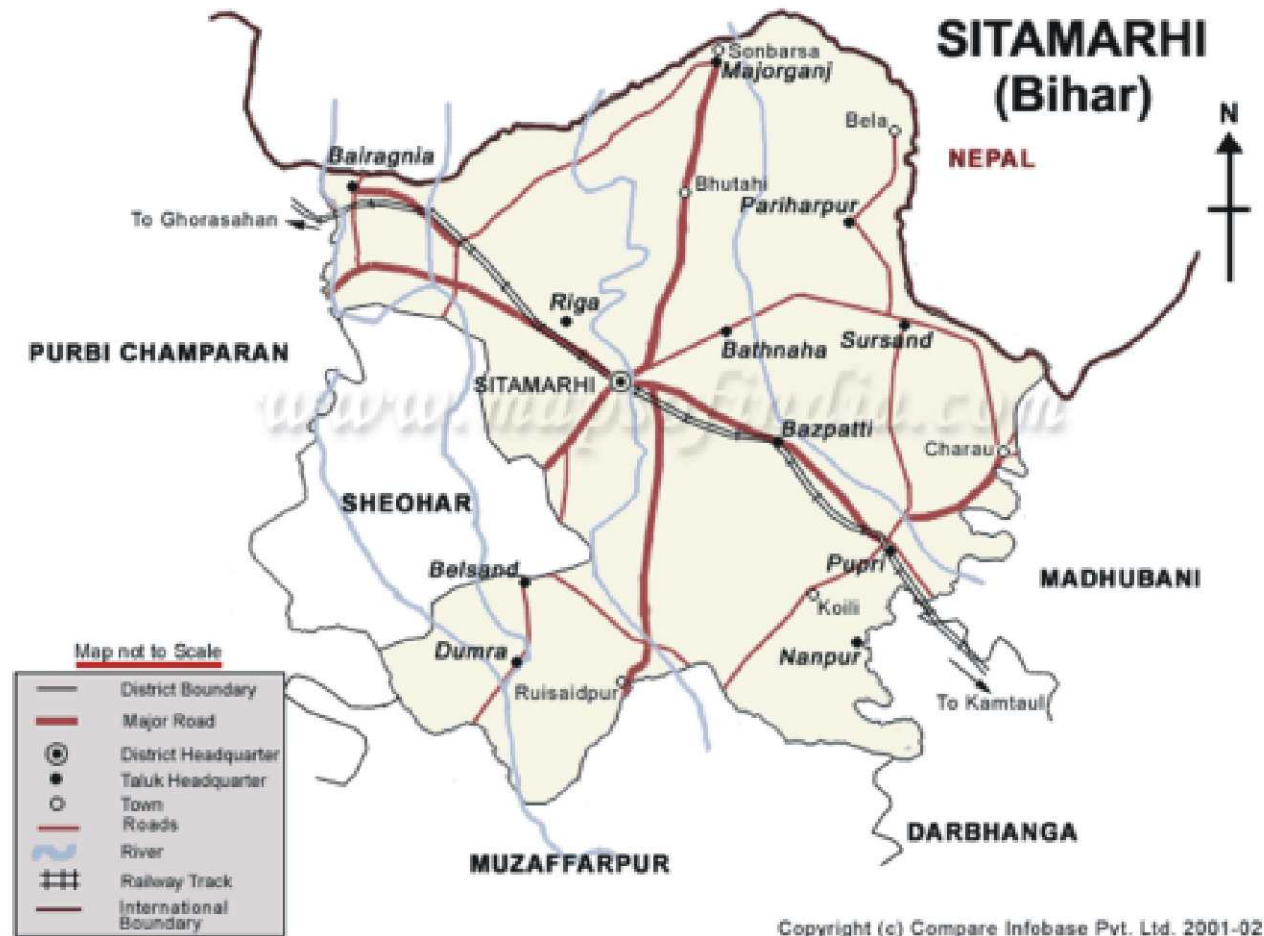 SITAMARHI
(Bihar)
N
Sonbarsa
Majorganj
Bela
NEPAL
Bairagnia
Bhutahi
Pariharpur
To Ghorasahan
Riga
Bathnaha
Sursand
PURBI CHAMPARAN
SITAMARHI
www.mapsofindia.com
Bazpatti
Charau
SHEOHAR
Belsand
Pupri
MADHUBANI
Koili
Dumra
Nanpur
Ruisaidpur
To Kamtaul
Map not to Scale
District Boundary
Major Road
District Headquarter
Taluk Headquarter
Town
Roads
River
Railway Track
International
Boundary
DARBHANGA
MUZAFFARPUR
Copyright (c) Compare Infobase Pvt. Ltd. 2001-02